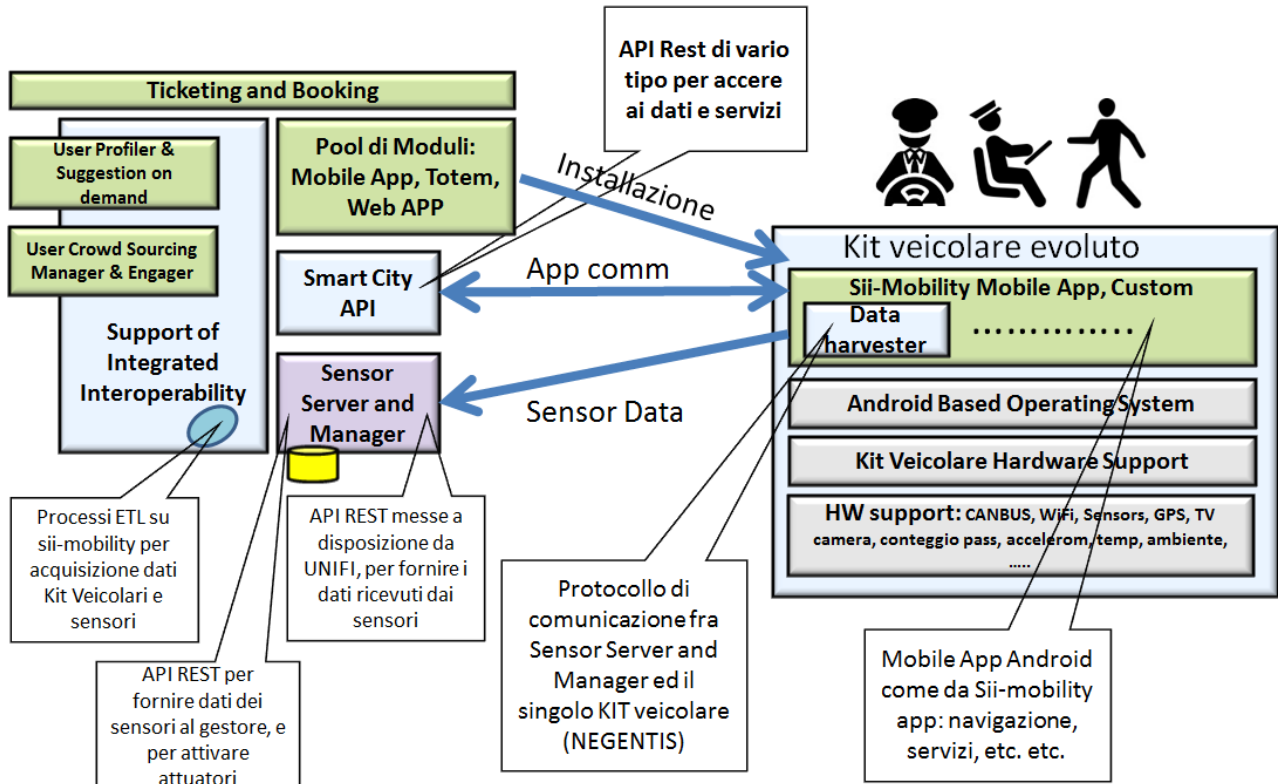 API Rest di vario
tipo per accere
ai dati e servizi
Ticketing and Booking
User Profiler &
Suggestion on
demand
Pool di Moduli:
Mobile App, Totem,
Web APP
Installazione
User Crowd Sourcing
Manager & Engager
Smart City
API
App comm
Kit veicolare evoluto
Sii-Mobility Mobile App, Custom
Data
harvester
……………
Support of
Integrated
Interoperability
Sensor
Server and
Manager
Sensor Data
Android Based Operating System
Kit Veicolare Hardware Support
HW support: CANBUS, WiFi, Sensors, GPS, TV
camera, conteggio pass, accelerom, temp, ambiente,
…..
Processi ETL su
sii-mobility per
acquisizione dati
Kit Veicolari e
sensori
API REST messe a
disposizione da
UNIFI, per fornire i
dati ricevuti dai
sensori
API REST per
fornire dati dei
sensori al gestore, e
per attivare
attuatori
Protocollo di
comunicazione fra
Sensor Server and
Manager ed il
singolo KIT veicolare
(NEGENTIS)
Mobile App Android
come da Sii-mobility
app: navigazione,
servizi, etc. etc.